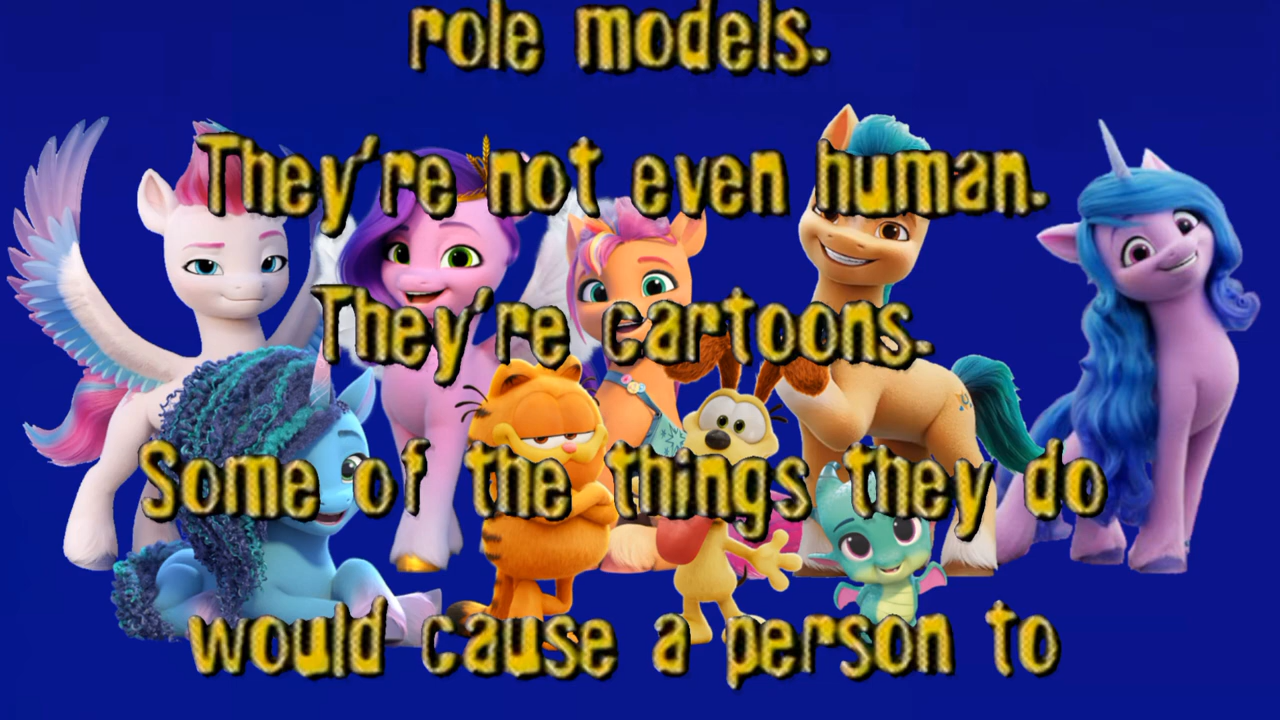 role models.
They're not even human.
They're cartoons.
Some of the things they do
would cause a person to